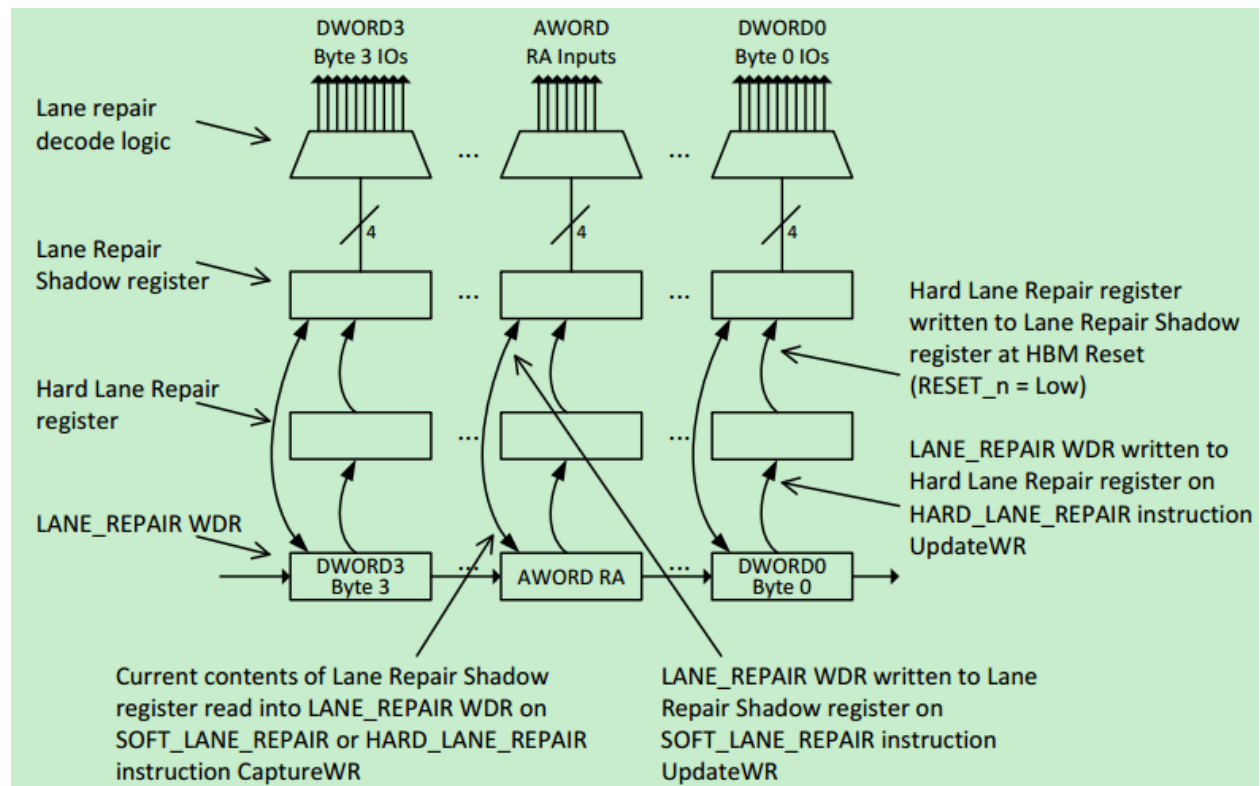 DWORD3
Byte 3 IOs
AWORD
RA Inputs
DWORD0
Byte 0 IOs
Lane repair
decode logic
...
...
4
4
4
Lane Repair
Shadow register
...
...
Hard Lane Repair register
written to Lane Repair Shadow
register at HBM Reset
(RESET_n = Low)
Hard Lane Repair
register
...
...
LANE_REPAIR WDR written to
Hard Lane Repair register on
HARD_LANE_REPAIR instruction
UpdateWR
LANE_REPAIR WDR
DWORD3
Byte 3
...
AWORD RA
...
DWORD0
Byte 0
Current contents of Lane Repair Shadow
register read into LANE_REPAIR WDR on
SOFT_LANE_REPAIR or HARD_LANE_REPAIR
instruction CaptureWR
LANE_REPAIR WDR written to Lane
Repair Shadow register on
SOFT_LANE_REPAIR instruction
UpdateWR